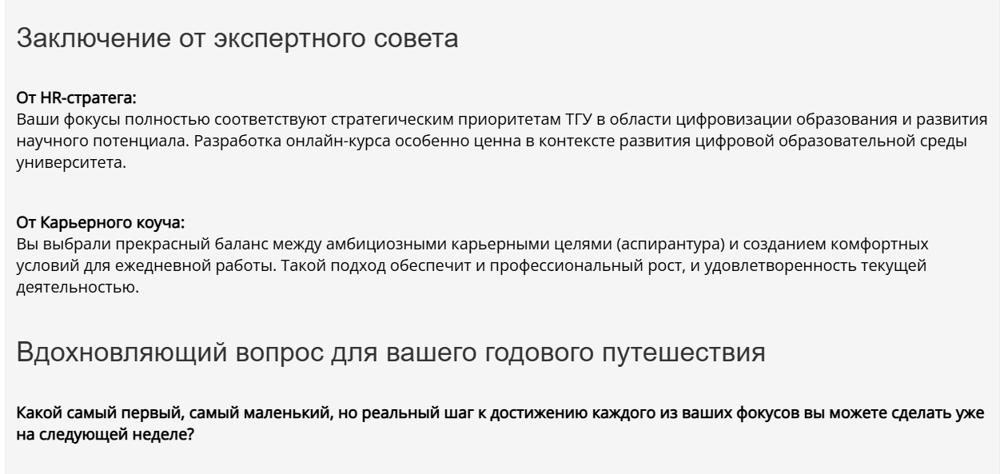 Заключение от экспертного совета
От HR-стратега:
Ваши фокусы полностью соответствуют стратегическим приоритетам ТГУ в области цифровизации образования и развития
научного потенциала. Разработка онлайн-курса особенно ценна в контексте развития цифровой образовательной среды
университета.
От Карьерного коуча:
Вы выбрали прекрасный баланс между амбициозными карьерными целями (аспирантура) и созданием комфортных
условий для ежедневной работы. Такой подход обеспечит и профессиональный рост, и удовлетворенность текущей
деятельностью.
Вдохновляющий вопрос для вашего годового путешествия
Какой самый первый, самый маленький, но реальный шаг к достижению каждого из ваших фокусов вы можете сделать уже
на следующей неделе?